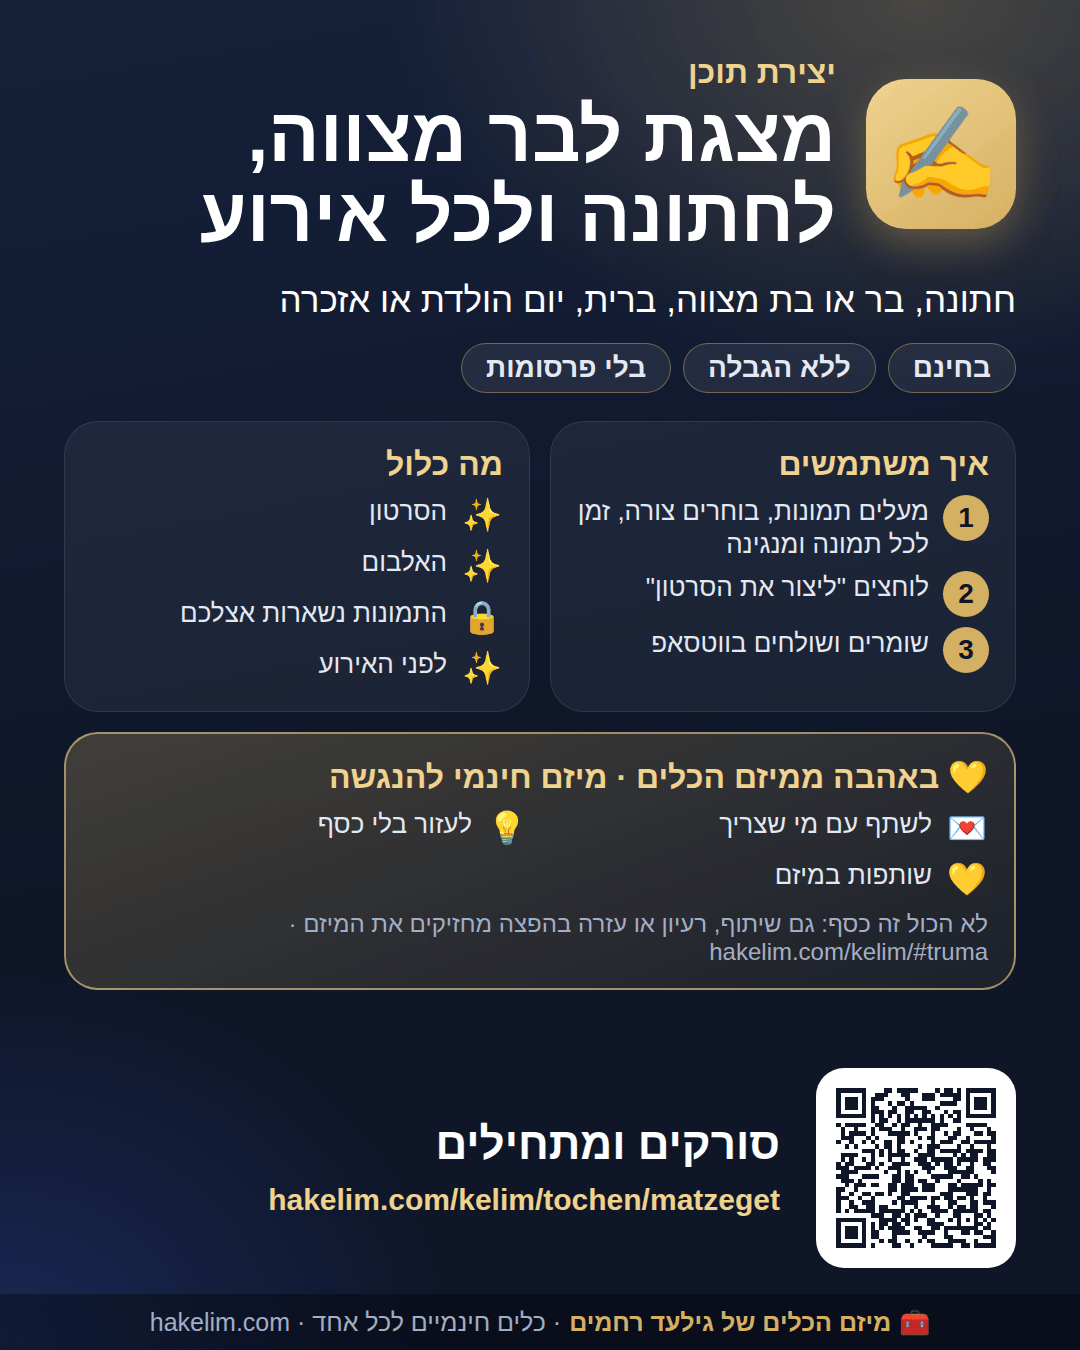 יצירת תוכן
מצגת לבר מצווה,
לחתונה ולכל אירוע
חתונה, בר או בת מצווה, ברית, יום הולדת או אזכרה
בחינם
ללא הגבלה
בלי פרסומות
איך משתמשים
1 מעלים תמונות, בוחרים צורה, זמן
לכל תמונה ומנגינה
2 לוחצים "ליצור את הסרטון"
3 שומרים ושולחים בווטסאפ
מה כלול
הסרטון
האלבום
התמונות נשארות אצלכם
לפני האירוע
באהבה ממיזם הכלים · מיזם חינמי להנגשה
לשתף עם מי שצריך
לעזור בלי כסף
שותפות במיזם
לא הכול זה כסף: גם שיתוף, רעיון או עזרה בהפצה מחזיקים את המיזם ·
hakelim.com/kelim/#truma
סורקים ומתחילים
hakelim.com/kelim/tochen/matzeget
מיזם הכלים של גילעד רחמים · כלים חינמיים לכל אחד · hakelim.com